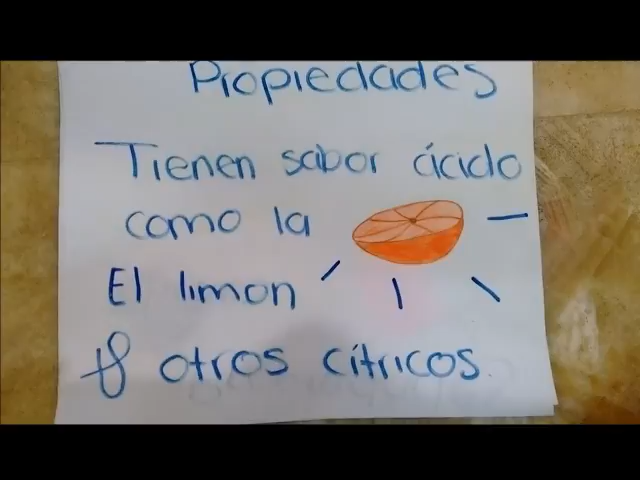 Propiedades
Tienen sabor ácido
como la
El limon
y otros cítricos.